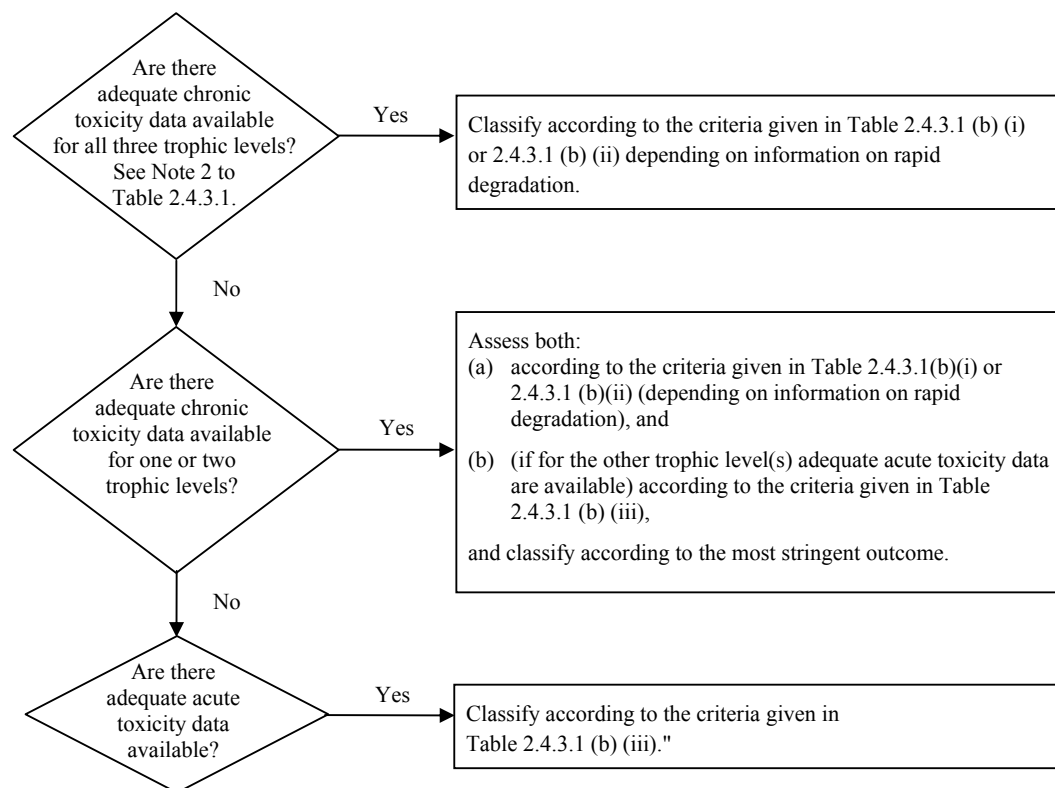 Are there
adequate chronic
toxicity data available
for all three trophic levels?
See Note 2 to
Table 2.4.3.1.
Yes
Classify according to the criteria given in Table 2.4.3.1 (b) (i)
or 2.4.3.1 (b) (ii) depending on information on rapid
degradation.
No
Are there
adequate chronic
toxicity data available
for one or two
trophic levels?
Yes
Assess both:
(a) according to the criteria given in Table 2.4.3.1(b)(i) or
2.4.3.1 (b)(ii) (depending on information on rapid
degradation), and
(b) (if for the other trophic level(s) adequate acute toxicity data
are available) according to the criteria given in Table
2.4.3.1 (b) (iii),
and classify according to the most stringent outcome.
No
Are there
adequate acute
toxicity data
available?
Yes
Classify according to the criteria given in
Table 2.4.3.1 (b) (iii)."